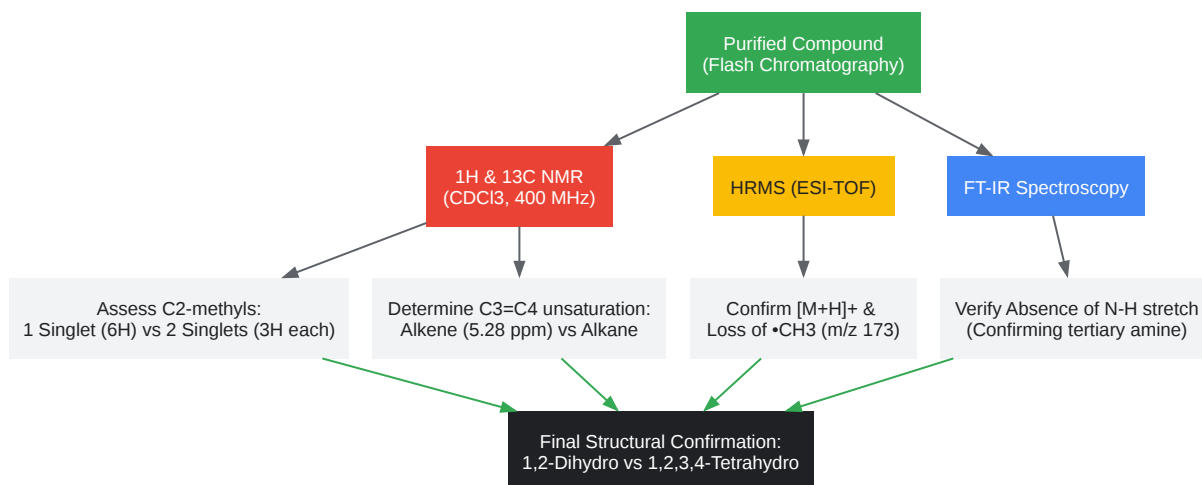 Purified Compound
(Flash Chromatography)
1H & 13C NMR
(CDCl3, 400 MHz)
HRMS (ESI-TOF)
FT-IR Spectroscopy
Assess C2-methyls:
1 Singlet (6H) vs 2 Singlets (3H each)
Determine C3=C4 unsaturation:
Alkene (5.28 ppm) vs Alkane
Confirm [M+H]+ &
Loss of •CH3 (m/z 173)
Verify Absence of N-H stretch
(Confirming tertiary amine)
Final Structural Confirmation:
1,2-Dihydro vs 1,2,3,4-Tetrahydro